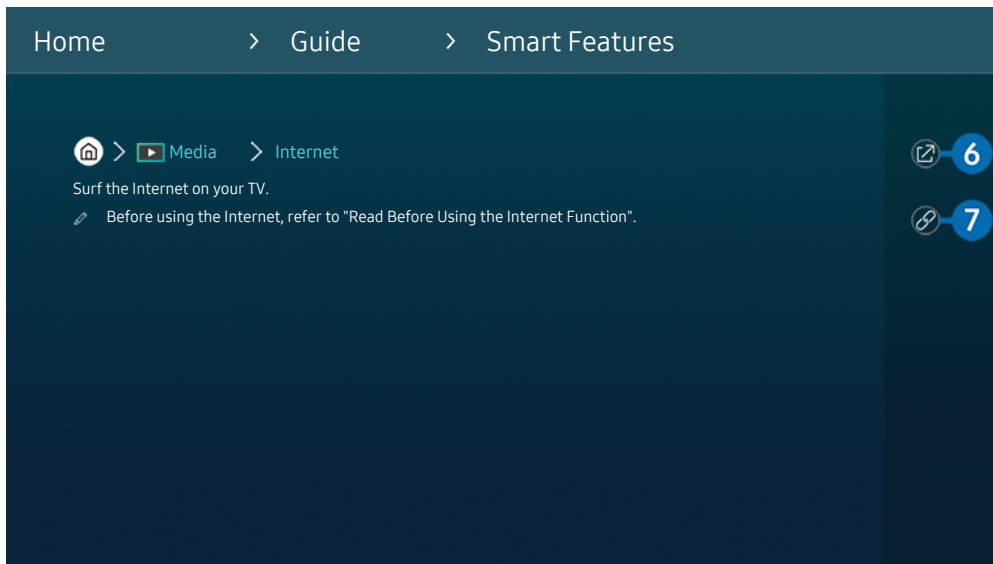 Home > Guide > Smart Features
> Media > Internet
6
Surf the Internet on your TV.
Before using the Internet, refer to "Read Before Using the Internet Function".
7